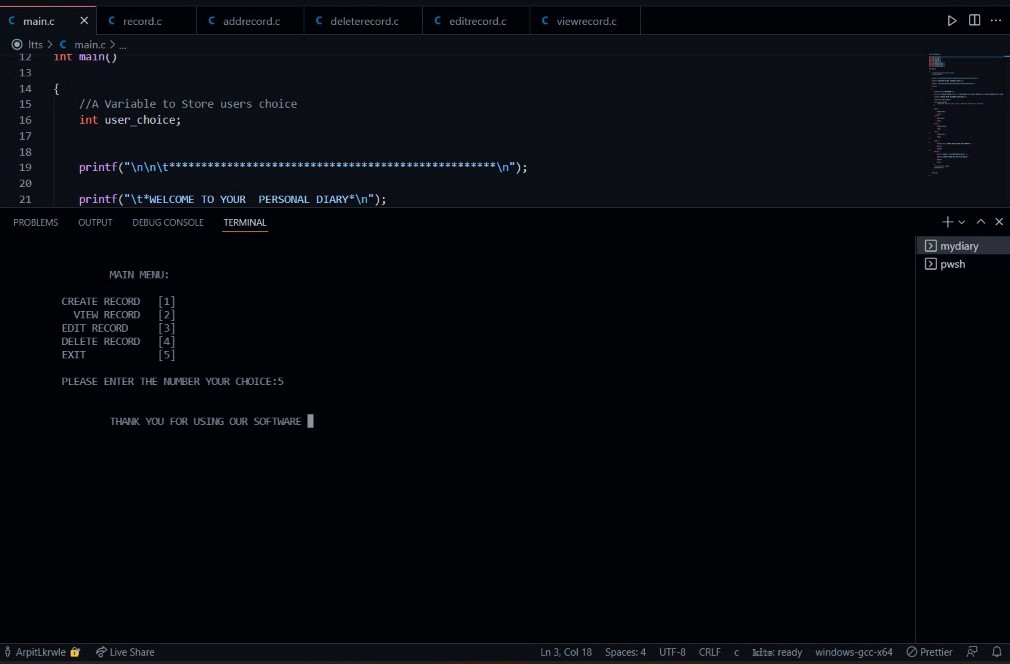 main.c
record.c
addrecord.c
deleterecord.c
editrecord.c
viewrecord.c
ltts > main.c > ...
12 int main()
13
14 {
15 //A Variable to Store users choice
16 int user_choice;
17
18
19 printf("\n\n\t***************************************************\n");
20
21 printf("\t*WELCOME TO YOUR  PERSONAL DIARY*\n");
PROBLEMS OUTPUT DEBUG CONSOLE TERMINAL
mydiary
pwsh
MAIN MENU:
CREATE RECORD [1]
VIEW RECORD [2]
EDIT RECORD [3]
DELETE RECORD [4]
EXIT [5]
PLEASE ENTER THE NUMBER YOUR CHOICE:5
THANK YOU FOR USING OUR SOFTWARE
ArpitLkrwle Live Share Ln 3, Col 18 Spaces: 4 UTF-8 CRLF c kite: ready windows-gcc-x64 Prettier